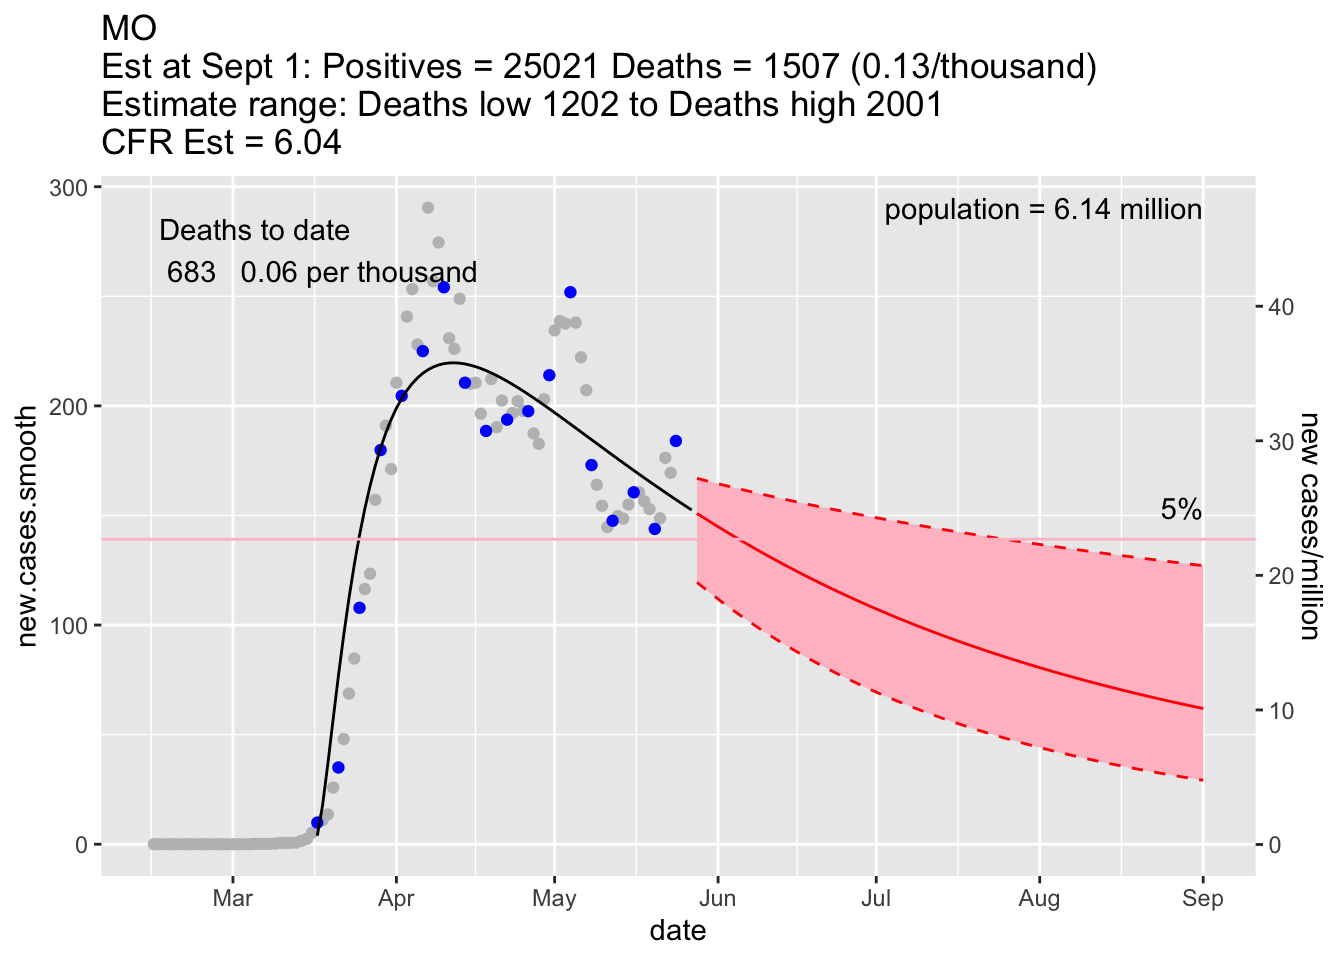 MO
Est at Sept 1: Positives = 25021 Deaths = 1507 (0.13/thousand)
Estimate range: Deaths low 1202 to Deaths high 2001
CFR Est = 6.04
300
200
100
0
new.cases.smooth
Deaths to date
683 0.06 per thousand
population = 6.14 million
5%
40
30
20
10
0
new cases/million
Mar Apr May Jun Jul Aug Sep
date